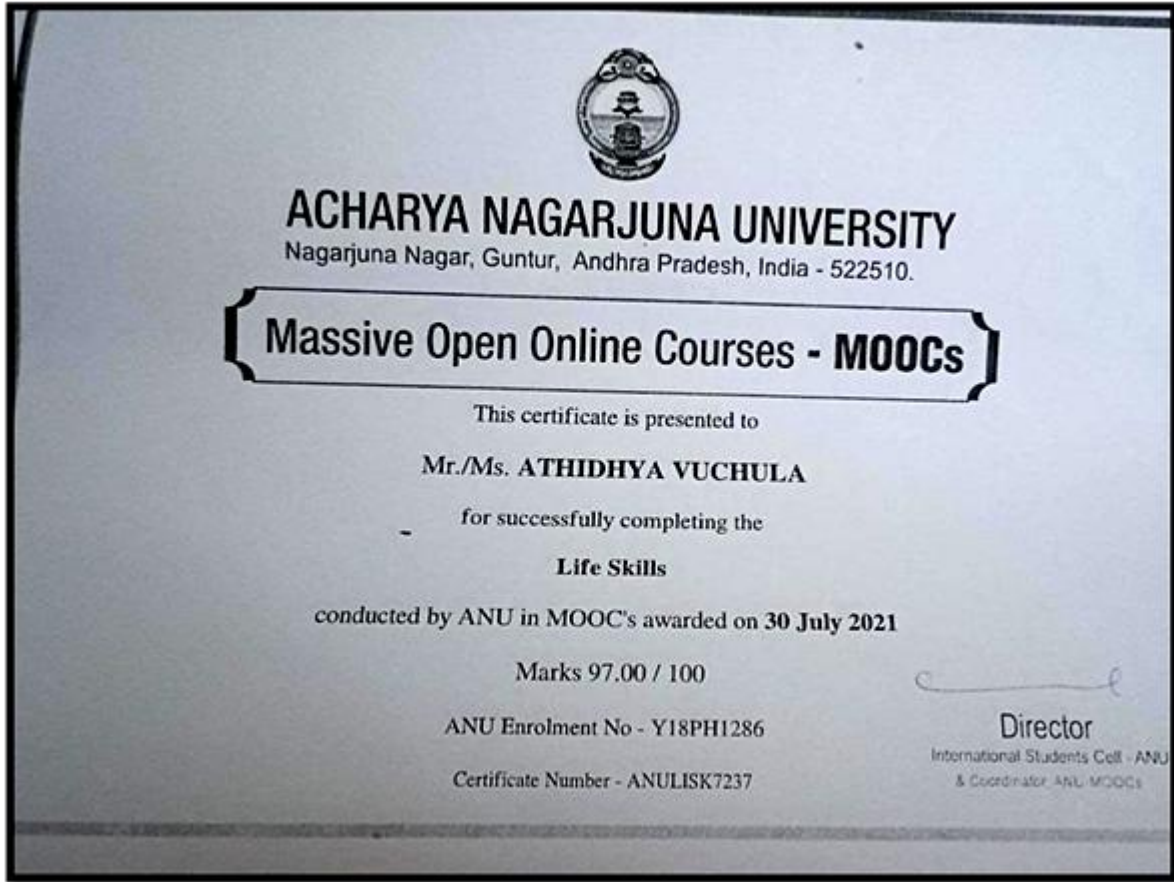 ACHARYA NAGARJUNA UNIVERSITY
Nagarjuna Nagar, Guntur, Andhra Pradesh, India - 522510.
Massive Open Online Courses - MOOCs
This certificate is presented to
Mr./Ms. ATHIDHYA VUCHULA
for successfully completing the
Life Skills
conducted by ANU in MOOC's awarded on 30 July 2021
Marks 97.00 / 100
ANU Enrolment No - Y18PH1286
Certificate Number - ANULISK7237
Director
International Students Cell - ANU
& Coordinator ANU MOOCs